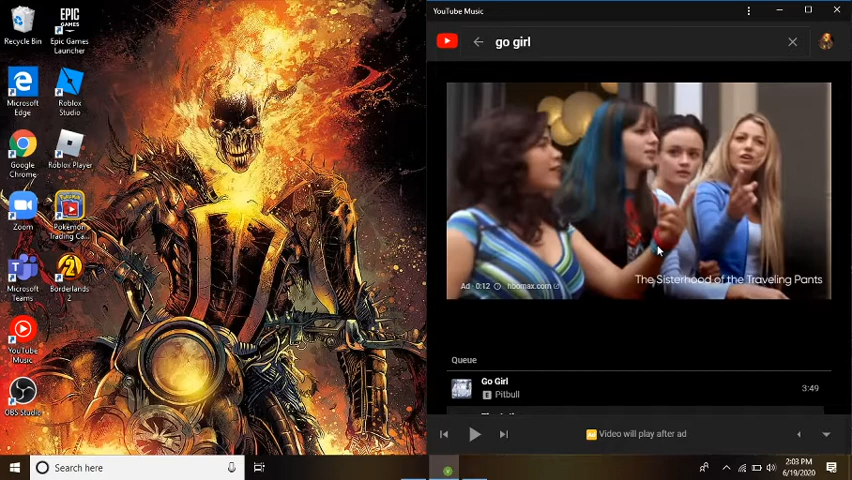 Recycle Bin
EPIC GAMES
Epic Games Launcher
Microsoft Edge
Roblox Studio
Google Chrome
Roblox Player
Zoom
Pokémon Trading Ca...
Microsoft Teams
Borderlands 2
YouTube Music
OBS Studio
YouTube Music
go girl
The Sisterhood of the Traveling Pants
Ad · 0:12
hbomax.com
Queue
Go Girl
E Pitbull
3:49
Ad Video will play after ad
Search here
2:03 PM
6/19/2020